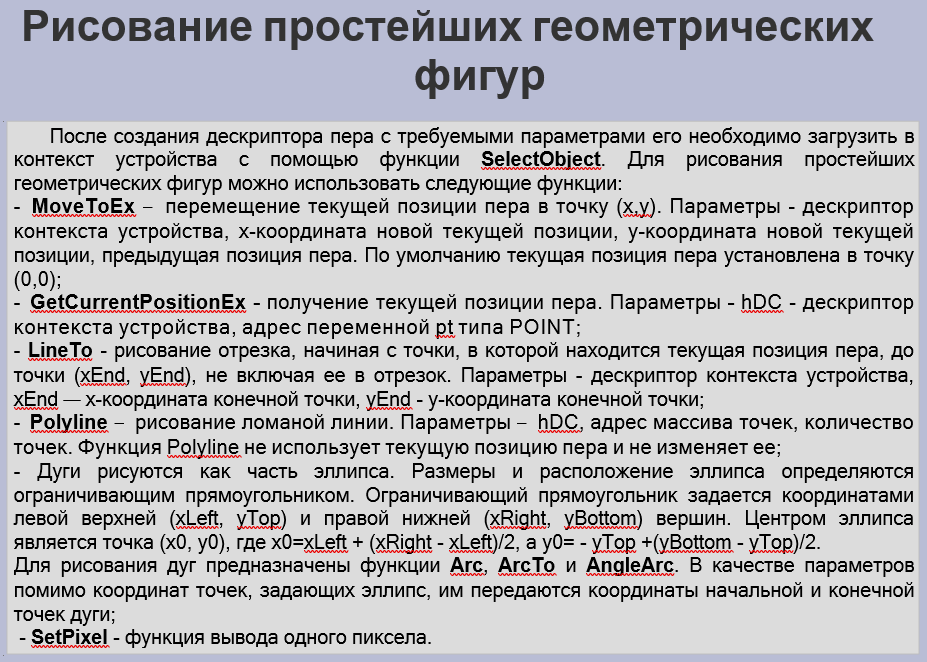 Рисование простейших геометрических
фигур
После создания дескриптора пера с требуемыми параметрами его необходимо загрузить в
контекст устройства с помощью функции SelectObject. Для рисования простейших
геометрических фигур можно использовать следующие функции:
- MoveToEx – перемещение текущей позиции пера в точку (x,y). Параметры - дескриптор
контекста устройства, x-координата новой текущей позиции, y-координата новой текущей
позиции, предыдущая позиция пера. По умолчанию текущая позиция пера установлена в точку
(0,0);
- GetCurrentPositionEx - получение текущей позиции пера. Параметры - hDC - дескриптор
контекста устройства, адрес переменной pt типа POINT;
- LineTo - рисование отрезка, начиная с точки, в которой находится текущая позиция пера, до
точки (xEnd, yEnd), не включая ее в отрезок. Параметры - дескриптор контекста устройства,
xEnd — x-координата конечной точки, yEnd - y-координата конечной точки;
- Polyline – рисование ломаной линии. Параметры – hDC, адрес массива точек, количество
точек. Функция Polyline не использует текущую позицию пера и не изменяет ее;
- Дуги рисуются как часть эллипса. Размеры и расположение эллипса определяются
ограничивающим прямоугольником. Ограничивающий прямоугольник задается координатами
левой верхней (xLeft, yTop) и правой нижней (xRight, yBottom) вершин. Центром эллипса
является точка (x0, y0), где x0=xLeft + (xRight - xLeft)/2, а y0= - yTop +(yBottom - yTop)/2.
Для рисования дуг предназначены функции Arc, ArcTo и AngleArc. В качестве параметров
помимо координат точек, задающих эллипс, им передаются координаты начальной и конечной
точек дуги;
- SetPixel - функция вывода одного пиксела.